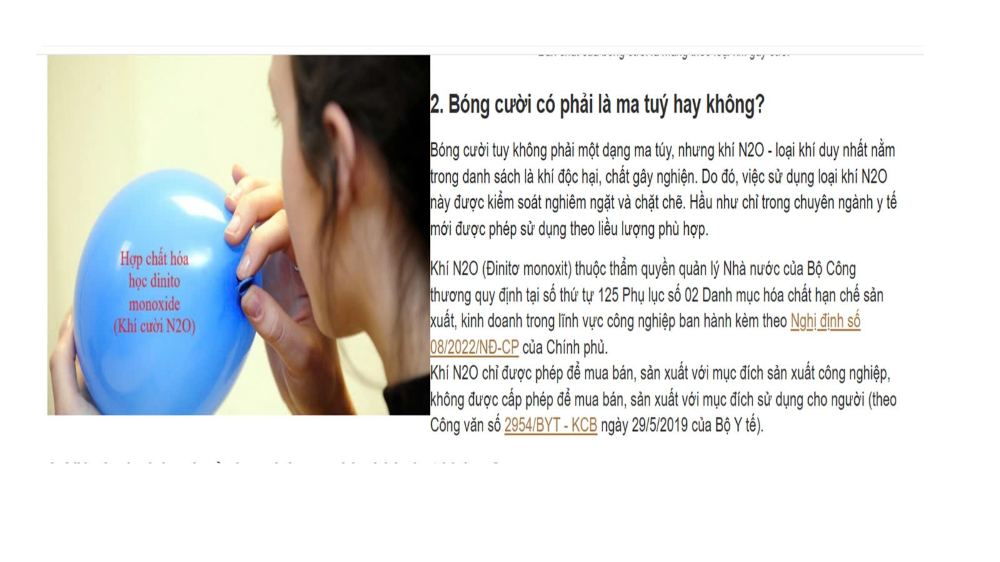 2. Bóng cười có phải là ma tuý hay không?
Bóng cười tuy không phải một dạng ma túy, nhưng khí N2O - loại khí duy nhất nằm
trong danh sách là khí độc hại, chất gây nghiện. Do đó, việc sử dụng loại khí N2O
này được kiểm soát nghiêm ngặt và chặt chẽ. Hầu như chỉ trong chuyên ngành y tế
mới được phép sử dụng theo liều lượng phù hợp.
Khí N2O (Đinitơ monoxit) thuộc thẩm quyền quản lý Nhà nước của Bộ Công
thương quy định tại số thứ tự 125 Phụ lục số 02 Danh mục hóa chất hạn chế sản
xuất, kinh doanh trong lĩnh vực công nghiệp ban hành kèm theo Nghị định số
08/2022/NĐ-CP của Chính phủ.
Khí N2O chỉ được phép để mua bán, sản xuất với mục đích sản xuất công nghiệp,
không được cấp phép để mua bán, sản xuất với mục đích sử dụng cho người (theo
Công văn số 2954/BYT - KCB ngày 29/5/2019 của Bộ Y tế).
Hợp chất hóa
học dinito
monoxide
(Khí cười N2O)